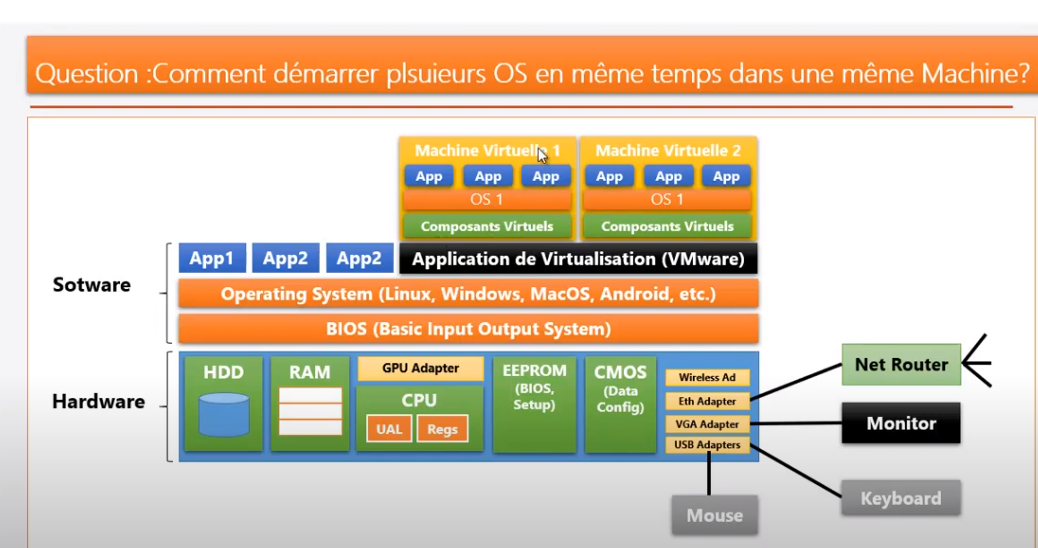 Question :Comment démarrer plsuieurs OS en même temps dans une même Machine?
Machine Virtuelle 1
Machine Virtuelle 2
App App App
App App App
OS 1
OS 1
Composants Virtuels
Composants Virtuels
App1 App2 App2
Application de Virtualisation (VMware)
Sotware
Operating System (Linux, Windows, MacOS, Android, etc.)
BIOS (Basic Input Output System)
Hardware
HDD
RAM
GPU Adapter
CPU
UAL Regs
EEPROM
(BIOS,
Setup)
CMOS
(Data
Config)
Wireless Ad
Eth Adapter
VGA Adapter
USB Adapters
Net Router
Monitor
Keyboard
Mouse